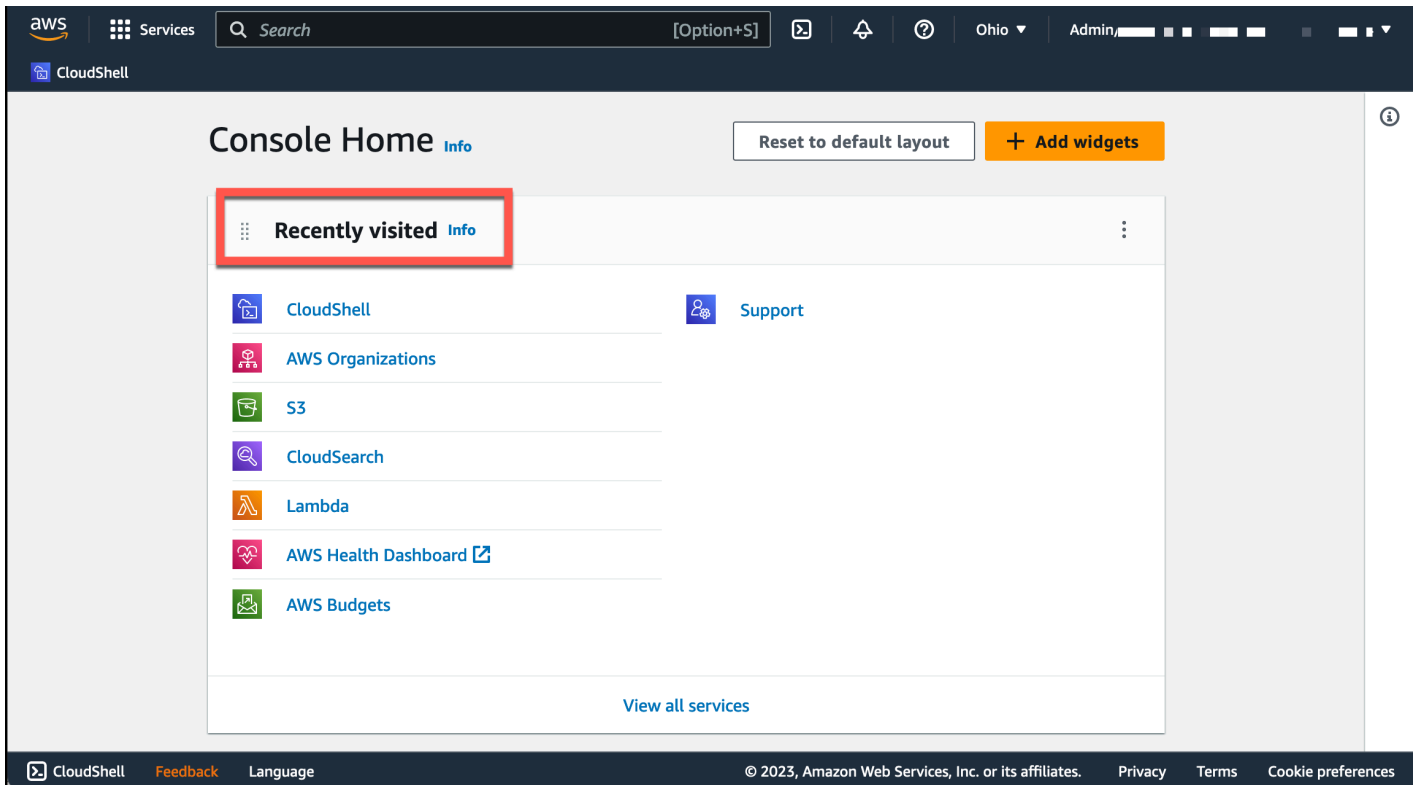 aws Services Search [Option+S] Ohio Admin/
CloudShell
Console Home Info Reset to default layout + Add widgets
Recently visited Info
CloudShell Support
AWS Organizations
S3
CloudSearch
Lambda
AWS Health Dashboard
AWS Budgets
View all services
CloudShell Feedback Language © 2023, Amazon Web Services, Inc. or its affiliates. Privacy Terms Cookie preferences